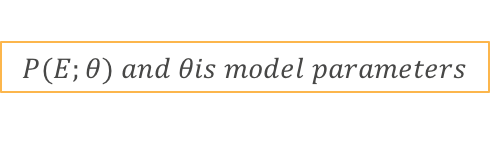 P(E; θ) and θis model parameters